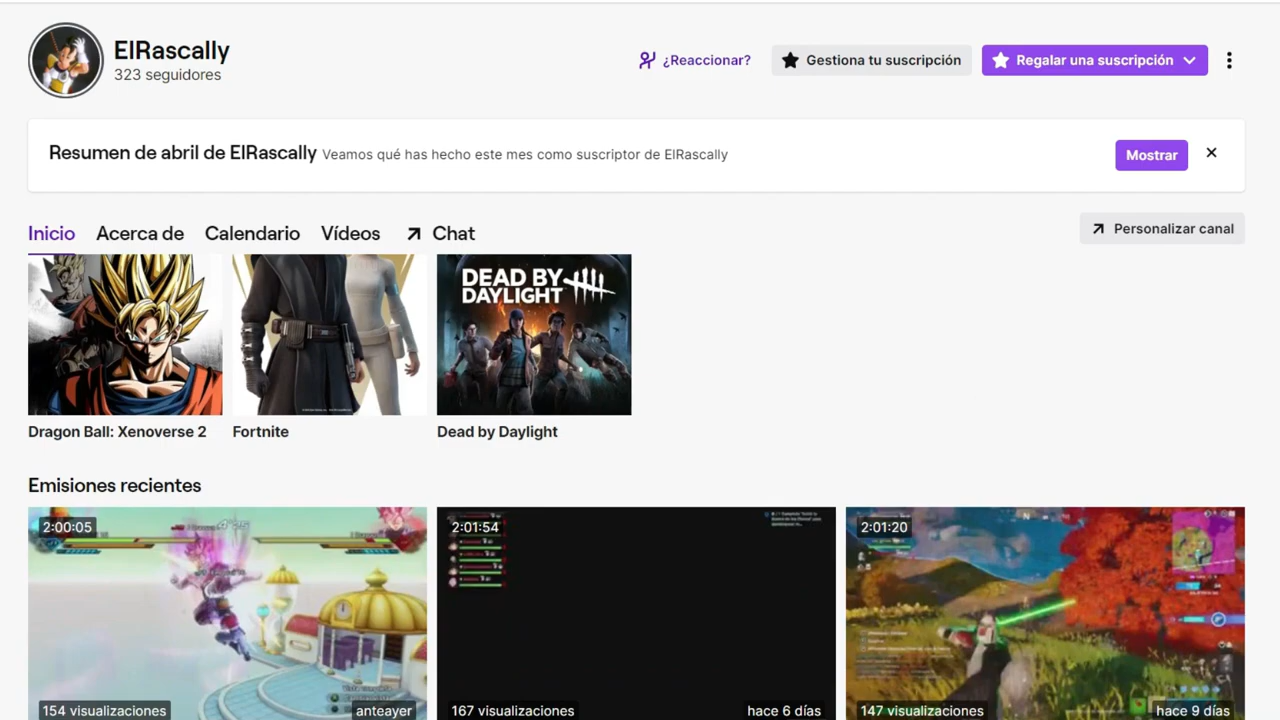 ElRascally
323 seguidores
¿Reaccionar?
Gestiona tu suscripción
Regalar una suscripción
Resumen de abril de ElRascally Veamos qué has hecho este mes como suscriptor de ElRascally
Mostrar
Inicio Acerca de Calendario Vídeos Chat
Personalizar canal
DEAD BY
DAYLIGHT
Dragon Ball: Xenoverse 2
Fortnite
Dead by Daylight
Emisiones recientes
2:00:05
2:01:54
2:01:20
154 visualizaciones
anteayer
167 visualizaciones
hace 6 días
147 visualizaciones
hace 9 días